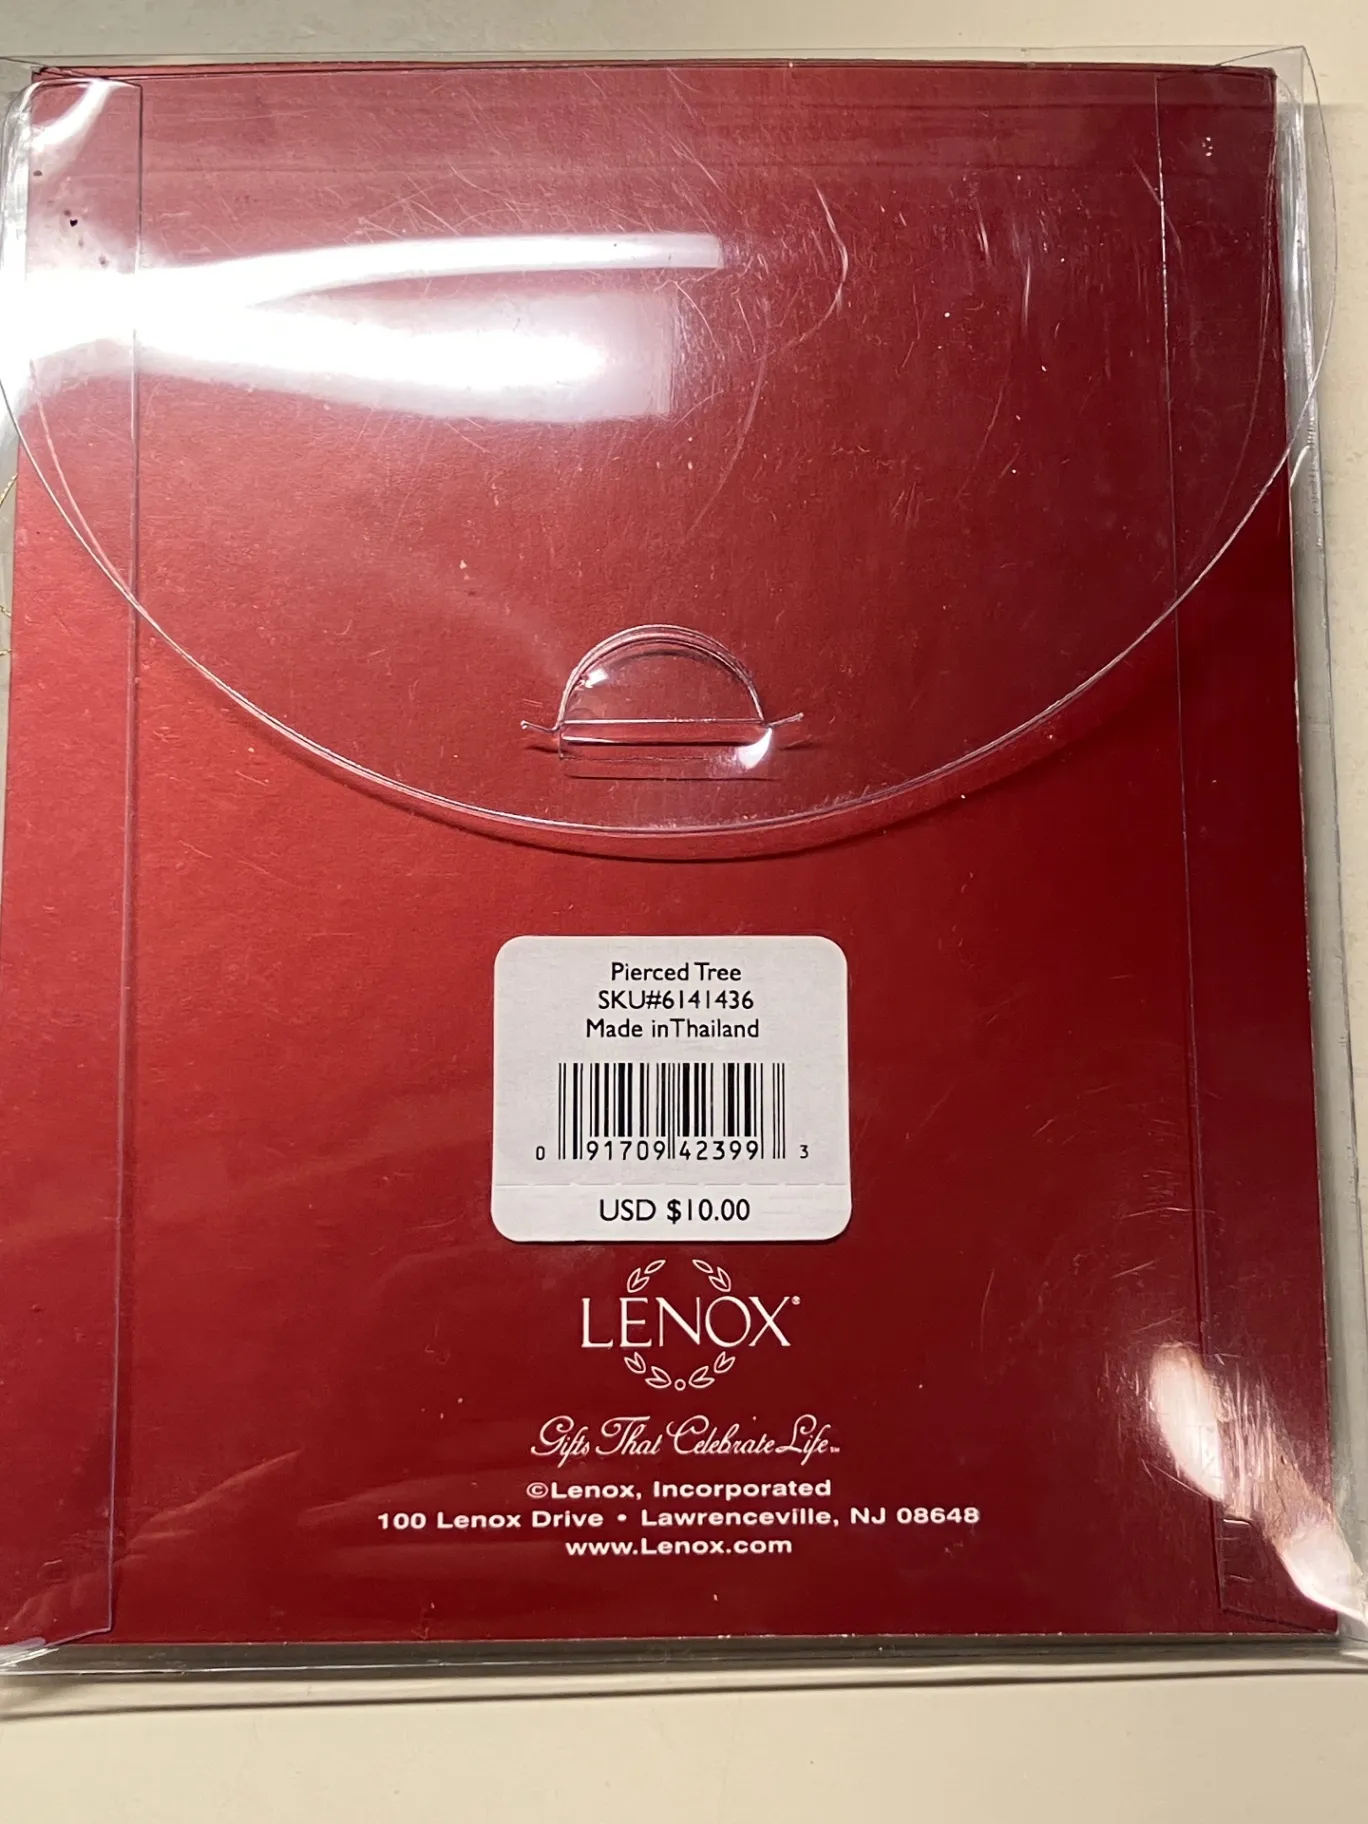 Pierced Tree
SKU#6141436
Made in Thailand
0 91709 42399 3
USD $10.00
LENOX®
Gifts That Celebrate Life™
©Lenox, Incorporated
100 Lenox Drive • Lawrenceville, NJ 08648
www.Lenox.com